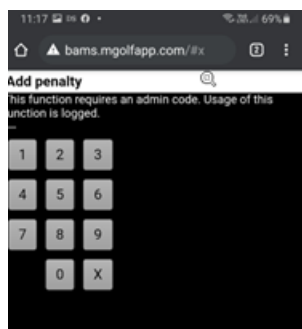 11:17
69%
bams.mgolfapp.com/#x
2
Add penalty
This function requires an admin code. Usage of this
unction is logged.
1 2 3
4 5 6
7 8 9
0 X